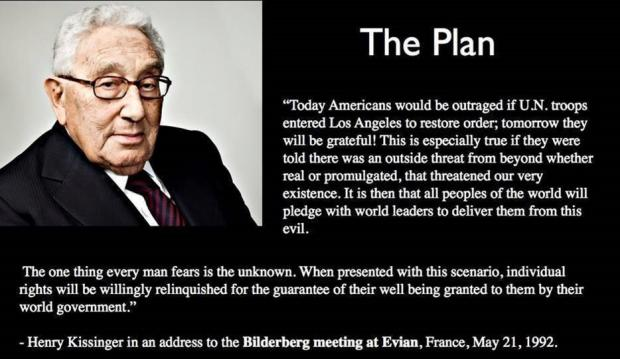 The Plan
“Today Americans would be outraged if U.N. troops
entered Los Angeles to restore order; tomorrow they
will be grateful! This is especially true if they were
told there was an outside threat from beyond whether
real or promulgated, that threatened our very
existence. It is then that all peoples of the world will
pledge with world leaders to deliver them from this
evil.
The one thing every man fears is the unknown. When presented with this scenario, individual
rights will be willingly relinquished for the guarantee of their well being granted to them by their
world government.”
- Henry Kissinger in an address to the Bilderberg meeting at Evian, France, May 21, 1992.